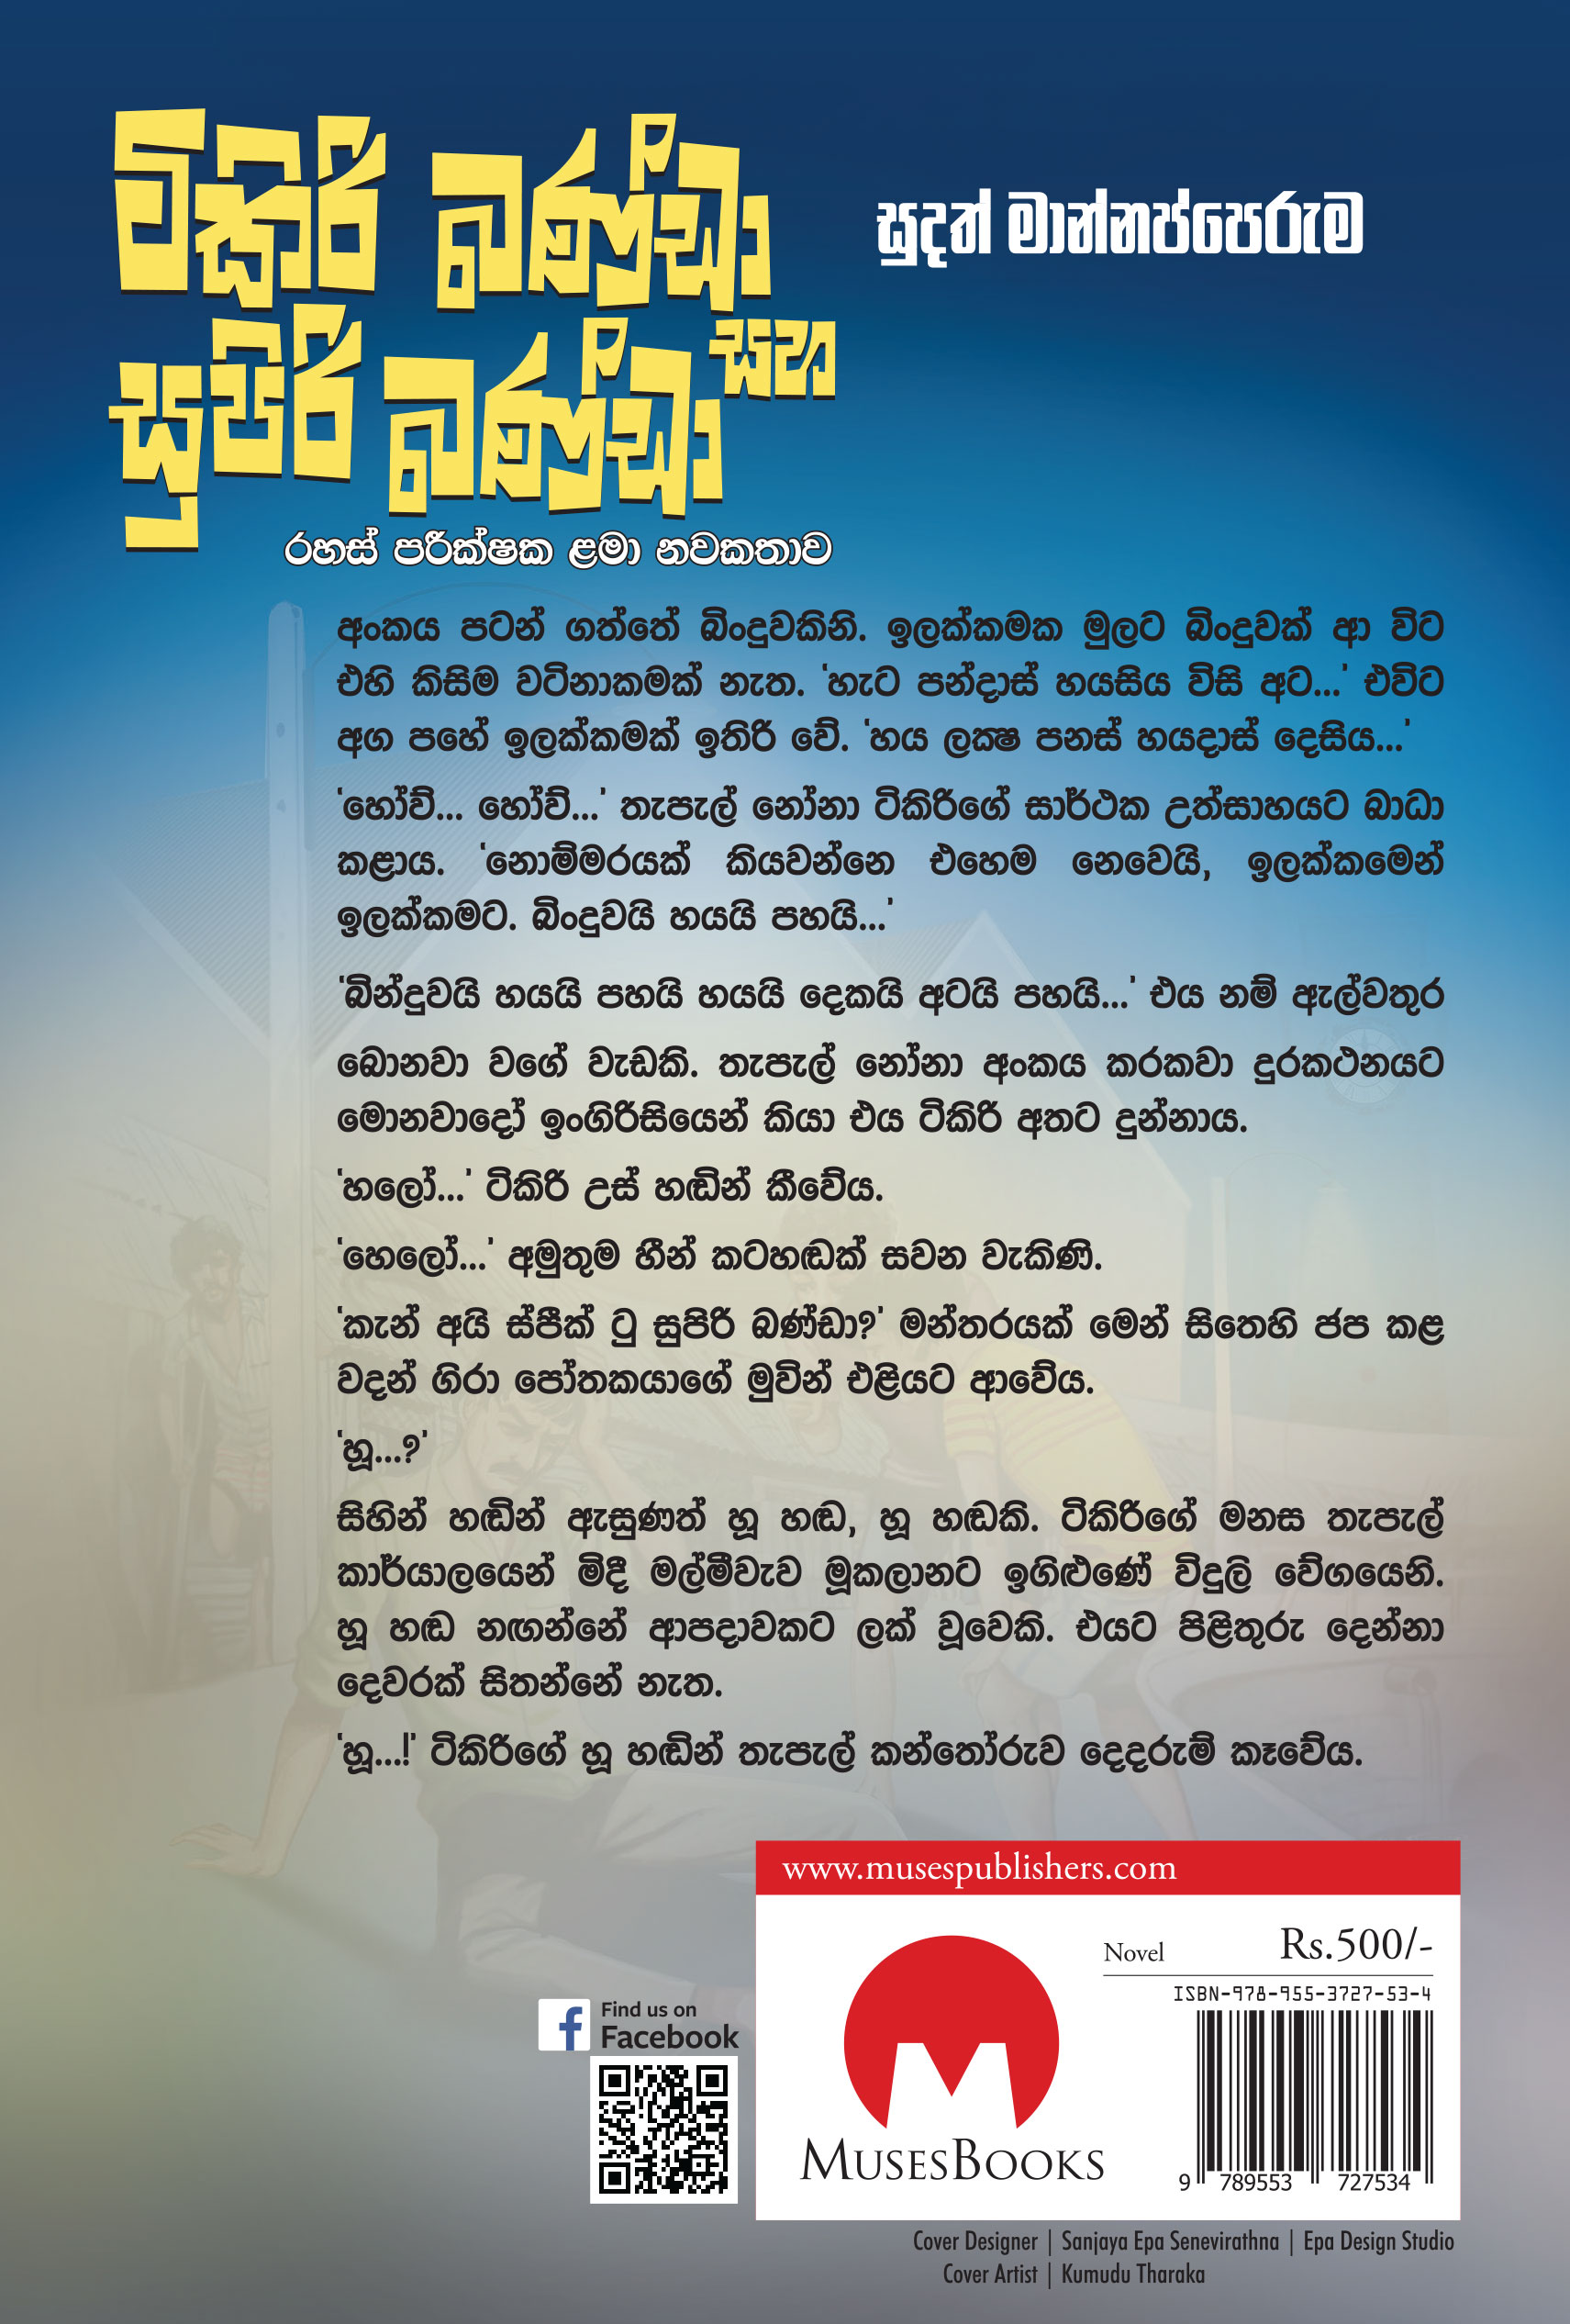 ටිකිරි බණ්ඩා
සහ
සුපිරි බණ්ඩා
සුදත් මාන්නප්පෙරුම
රහස් පරීක්ෂක ළමා නවකතාව
අංකය පටන් ගත්තේ බිංදුවකිනි. ඉලක්කමක මුලට බිංදුවක් ආ විට
එහි කිසිම වටිනාකමක් නැත. ‘හැට පන්දාස් හයසිය විසි අට...’ එවිට
අග පහේ ඉලක්කමක් ඉතිරි වේ. ‘හය ලක්‍ෂ පනස් හයදාස් දෙසිය...’
‘හෝව්... හෝව්...’ තැපැල් නෝනා ටිකිරිගේ සාර්ථක උත්සාහයට බාධා
කළාය. ‘නොම්මරයක් කියවන්නෙ එහෙම නෙවෙයි, ඉලක්කමෙන්
ඉලක්කමට. බිංදුවයි හයයි පහයි...’
‘බින්දුවයි හයයි පහයි හයයි දෙකයි අටයි පහයි...’ එය නම් ඇල්වතුර
බොනවා වගේ වැඩකි. තැපැල් නෝනා අංකය කරකවා දුරකථනයට
මොනවාදෝ ඉංගිරිසියෙන් කියා එය ටිකිරි අතට දුන්නාය.
‘හලෝ...’ ටිකිරි උස් හඬින් කීවේය.
‘හෙලෝ...’ අමුතුම හීන් කටහඬක් සවන වැකිණි.
‘කැන් අයි ස්පීක් ටු සුපිරි බණ්ඩා?’ මන්තරයක් මෙන් සිතෙහි ජප කළ
වදන් ගිරා පෝතකයාගේ මුවින් එළියට ආවේය.
‘හූ...?’
සිහින් හඬින් ඇසුණත් හූ හඬ, හූ හඬකි. ටිකිරිගේ මනස තැපැල්
කාර්යාලයෙන් මිදී මල්මීවැව මූකලානට ඉගිළුණේ විදුලි වේගයෙනි.
හූ හඬ නඟන්නේ ආපදාවකට ලක් වූවෙකි. එයට පිළිතුරු දෙන්නා
දෙවරක් සිතන්නේ නැත.
‘හූ...!’ ටිකිරිගේ හූ හඬින් තැපැල් කන්තෝරුව දෙදරුම් කෑවේය.
www.musespublishers.com
Novel Rs.500/-
ISBN-978-955-3727-53-4
9 789553 727534
MUSESBOOKS
Find us on
Facebook
Cover Designer | Sanjaya Epa Senevirathna | Epa Design Studio
Cover Artist | Kumudu Tharaka